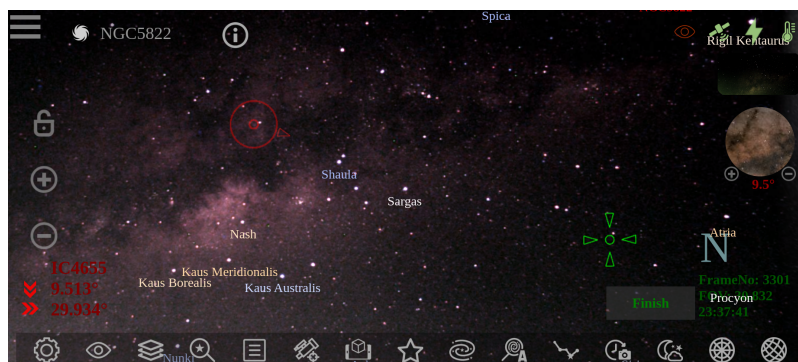 Spica
NGC5822
Rigil Kentaurus
Shaula
9.5°
Sargas
Nash
Atria
N
IC4655
Kaus Meridionalis
Kaus Borealis
Kaus Australis
9.513°
29.934°
FrameNo: 3301
Procyon
Finish
23:37:41
Nunki